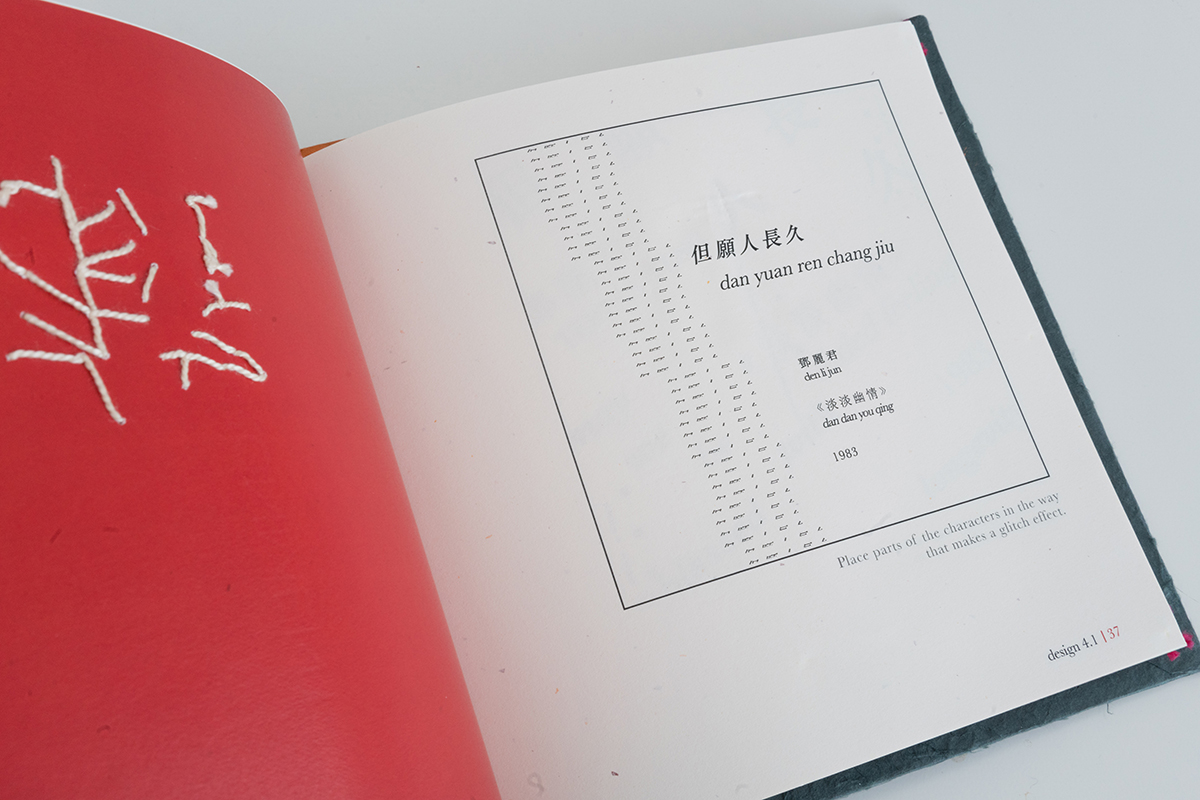 但願人長久
dan yuan ren chang jiu
鄧麗君
den li jun
《淡淡幽情》
dan dan you qing
1983
Place parts of the characters in the way
that makes a glitch effect.
design 4.1 | 37